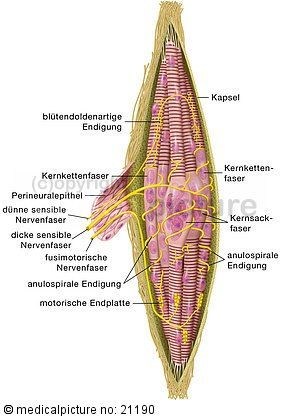 Kapsel
blütendoldenartige
Endigung
Kernkettenfaser
Perineuralepithel
dünne sensible
Nervenfaser
dicke sensible
Nervenfaser
fusimotorische
Nervenfaser
anulospirale Endigung
motorische Endplatte
Kernketten-
faser
Kernsack-
faser
anulospirale
Endigung
© medicalpicture no: 21190